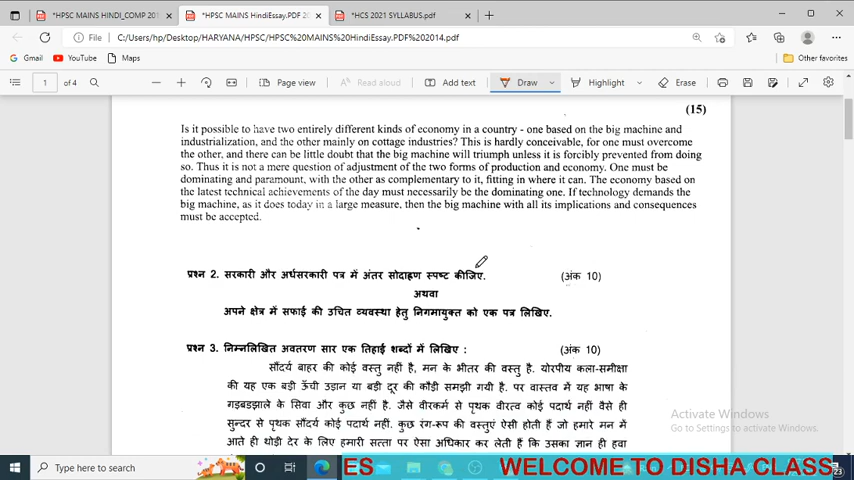 *HPSC MAINS HINDI_COMP 201
*HPSC MAINS HindiEssay.PDF 2014
*HCS 2021 SYLLABUS.pdf
File
C:/Users/hp/Desktop/HARYANA/HPSC/HPSC%20MAINS%20HindiEssay.PDF%202014.pdf
Gmail
YouTube
Maps
Other favorites
1
of 4
Page view
Read aloud
Add text
Draw
Highlight
Erase
(15)
Is it possible to have two entirely different kinds of economy in a country - one based on the big machine and
industrialization, and the other mainly on cottage industries? This is hardly conceivable, for one must overcome
the other, and there can be little doubt that the big machine will triumph unless it is forcibly prevented from doing
so. Thus it is not a mere question of adjustment of the two forms of production and economy. One must be
dominating and paramount, with the other as complementary to it, fitting in where it can. The economy based on
the latest technical achievements of the day must necessarily be the dominating one. If technology demands the
big machine, as it does today in a large measure, then the big machine with all its implications and consequences
must be accepted.
प्रश्न 2. सरकारी और अर्धसरकारी पत्र में अंतर सोदाह्रण स्पष्ट कीजिए. (अंक 10)
अथवा
अपने क्षेत्र में सफाई की उचित व्यवस्था हेतु निगमायुक्त को एक पत्र लिखिए.
प्रश्न 3. निम्नलिखित अवतरण सार एक तिहाई शब्दों में लिखिए : (अंक 10)
सौंदर्य बाहर की कोई वस्तु नहीं है, मन के भीतर की वस्तु है. योरपीय कला-समीक्षा
की यह एक बड़ी ऊँची उड़ान या बड़ी दूर की कौड़ी समझी गयी है. पर वास्तव में यह भाषा के
गड़बडझाले के सिवा और कुछ नहीं है. जैसे वीरकर्म से पृथक वीरत्व कोई पदार्थ नहीं वैसे ही
सुन्दर से पृथक सौंदर्य कोई पदार्थ नहीं. कुछ रंग-रूप की वस्तुएं ऐसी होती हैं जो हमारे मन में
आते ही थोड़ी देर के लिए हमारी सत्ता पर ऐसा अधिकार कर लेती हैं कि उसका ज्ञान ही हवा
Activate Windows
Go to Settings to activate Windows.
Type here to search
ES WELCOME TO DISHA CLASS